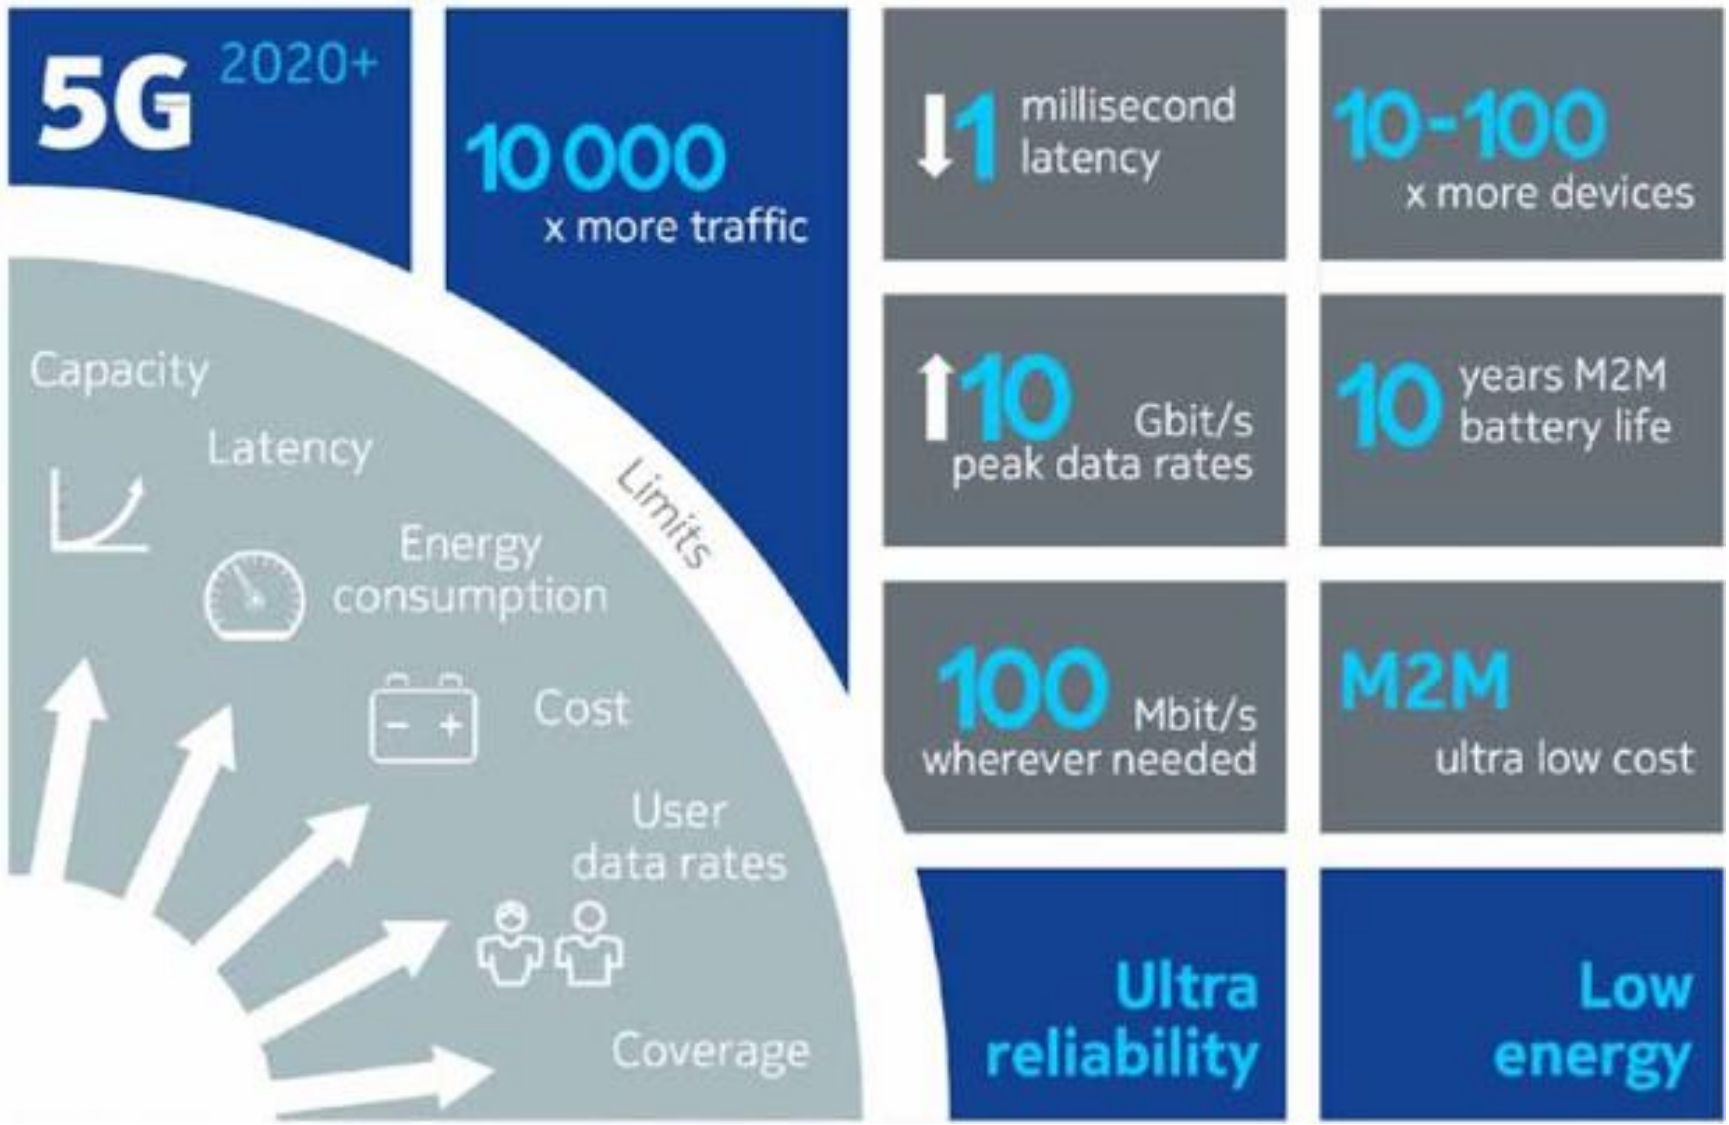 5G 2020+
10 000
x more traffic
1 millisecond
latency
10-100
x more devices
10 Gbit/s
peak data rates
10 years M2M
battery life
100 Mbit/s
wherever needed
M2M
ultra low cost
Ultra
reliability
Low
energy
Limits
Capacity
Latency
Energy
consumption
Cost
User
data rates
Coverage